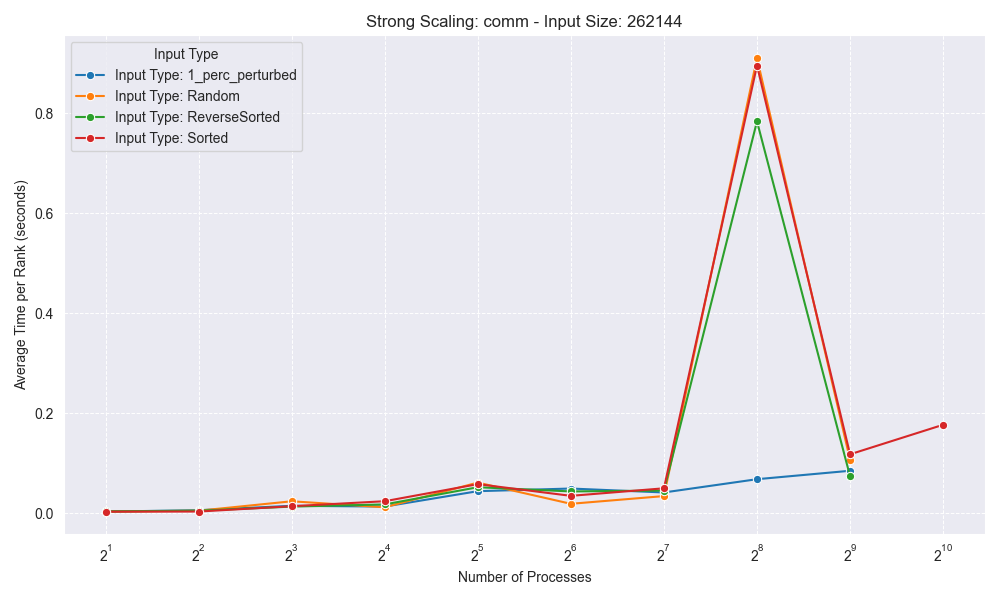 Strong Scaling: comm - Input Size: 262144
Input Type
Input Type: 1_perc_perturbed
Input Type: Random
Input Type: ReverseSorted
Input Type: Sorted
Average Time per Rank (seconds)
0.8
0.6
0.4
0.2
0.0
2^1 2^2 2^3 2^4 2^5 2^6 2^7 2^8 2^9 2^10
Number of Processes